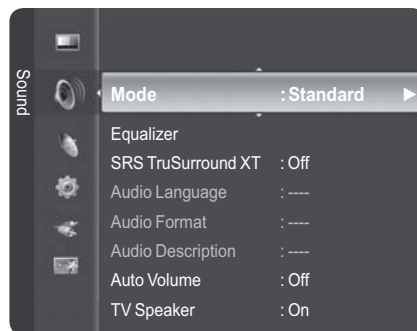 Sound
Mode : Standard
Equalizer
SRS TruSurround XT : Off
Audio Language : ----
Audio Format : ----
Audio Description : ----
Auto Volume : Off
TV Speaker : On